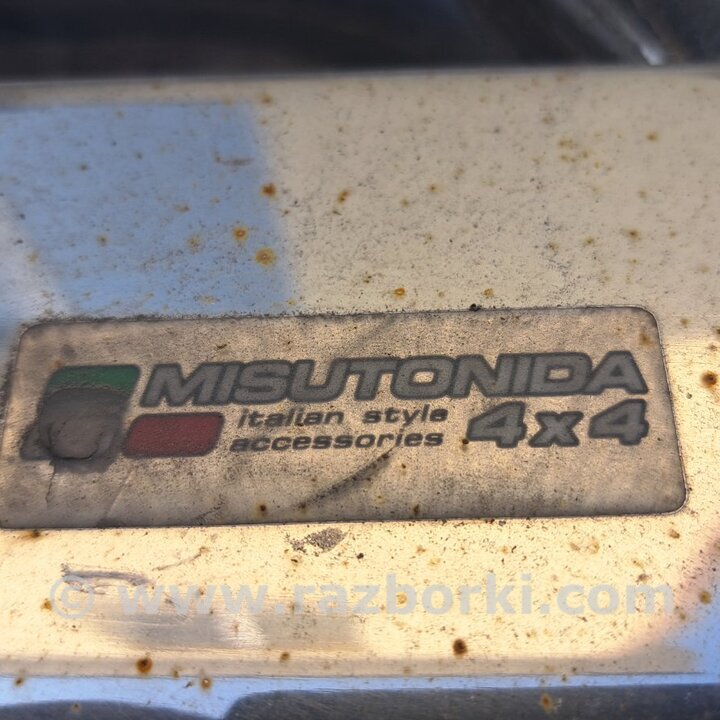 MISUTONIDA
italian style
accessories 4x4
© www.razborki.com